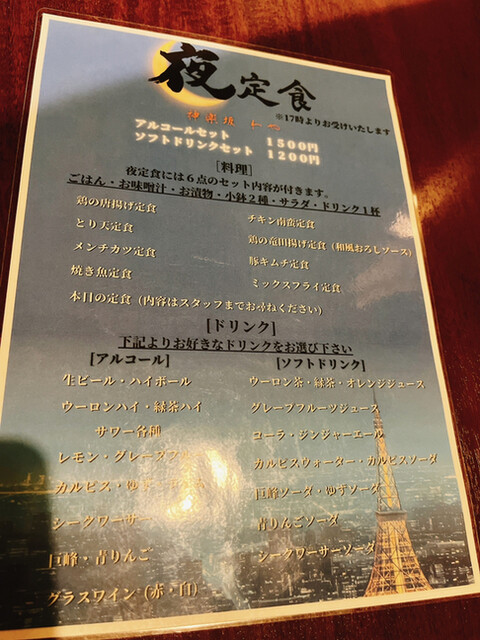 夜定食
※17時よりお受けいたします
神楽坂
アルコールセット 1500円
ソフトドリンクセット 1200円
[料理]
夜定食には6点のセット内容が付きます。
ごはん・お味噌汁・お漬物・小鉢2種・サラダ・ドリンク1杯
鶏の唐揚げ定食 チキン南蛮定食
とり天定食 鶏の竜田揚げ定食(和風おろしソース)
メンチカツ定食 豚キムチ定食
焼き魚定食 ミックスフライ定食
本日の定食(内容はスタッフまでお尋ねください)
[ドリンク]
下記よりお好きなドリンクをお選び下さい
[アルコール]
生ビール・ハイボール
ウーロンハイ・緑茶ハイ
サワー各種
レモン・グレープフルーツ
カルピス・ゆず
シークワーサー
巨峰・青りんご
グラスワイン(赤・白)
[ソフトドリンク]
ウーロン茶・緑茶・オレンジジュース
グレープフルーツジュース
コーラ・ジンジャーエール
カルピスウォーター・カルピスソーダ
巨峰ソーダ・ゆずソーダ
青りんごソーダ
シークワーサーソーダ